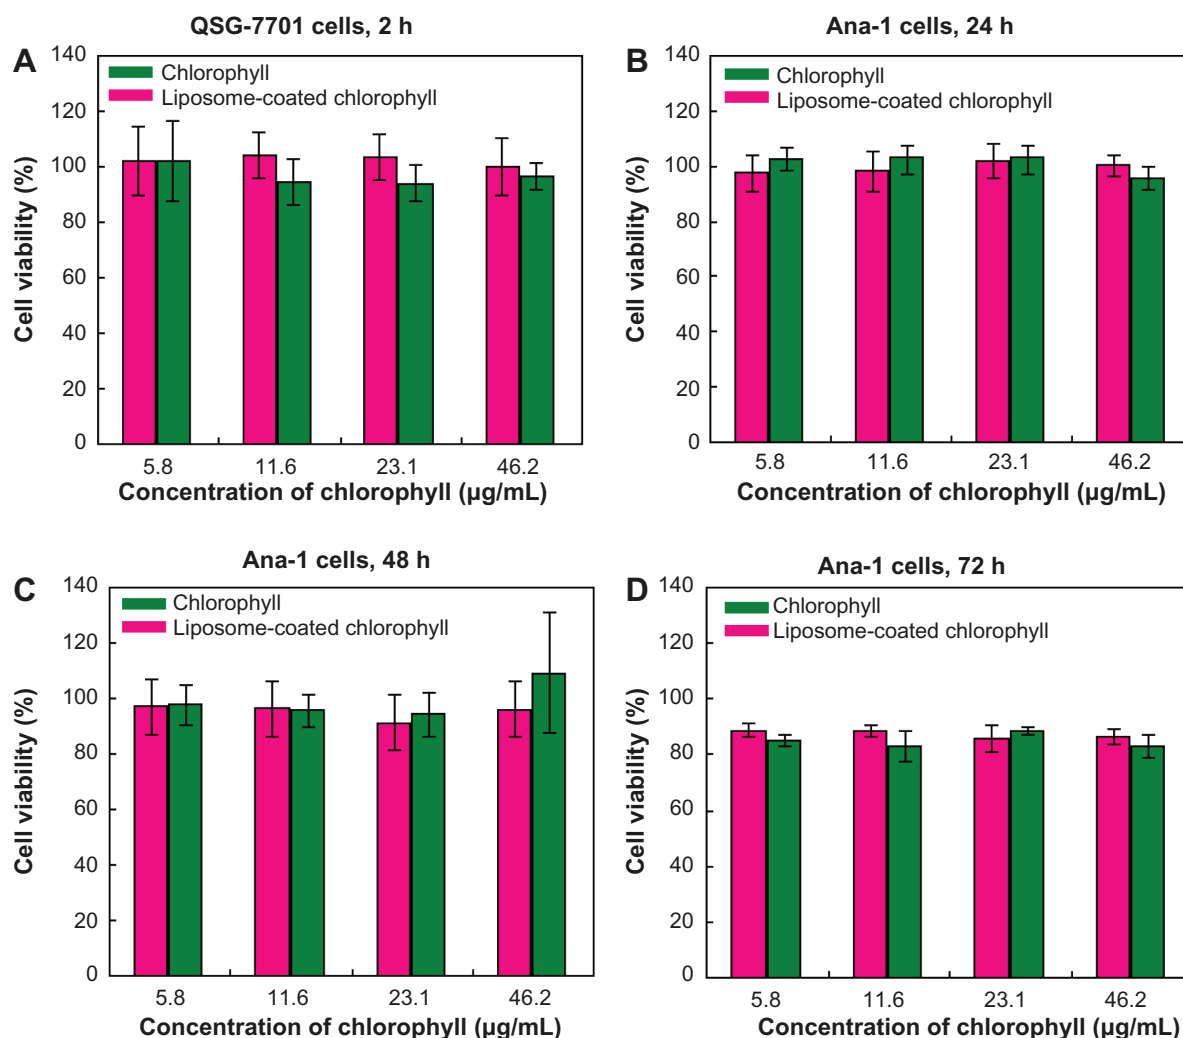 A
QSG-7701 cells, 2 h
Chlorophyll
Liposome-coated chlorophyll
Cell viability (%)
140
120
100
80
60
40
20
0
5.8 11.6 23.1 46.2
Concentration of chlorophyll (µg/mL)
B
Ana-1 cells, 24 h
Chlorophyll
Liposome-coated chlorophyll
Cell viability (%)
140
120
100
80
60
40
20
0
5.8 11.6 23.1 46.2
Concentration of chlorophyll (µg/mL)
C
Ana-1 cells, 48 h
Chlorophyll
Liposome-coated chlorophyll
Cell viability (%)
140
120
100
80
60
40
20
0
5.8 11.6 23.1 46.2
Concentration of chlorophyll (µg/mL)
D
Ana-1 cells, 72 h
Chlorophyll
Liposome-coated chlorophyll
Cell viability (%)
140
120
100
80
60
40
20
0
5.8 11.6 23.1 46.2
Concentration of chlorophyll (µg/mL)